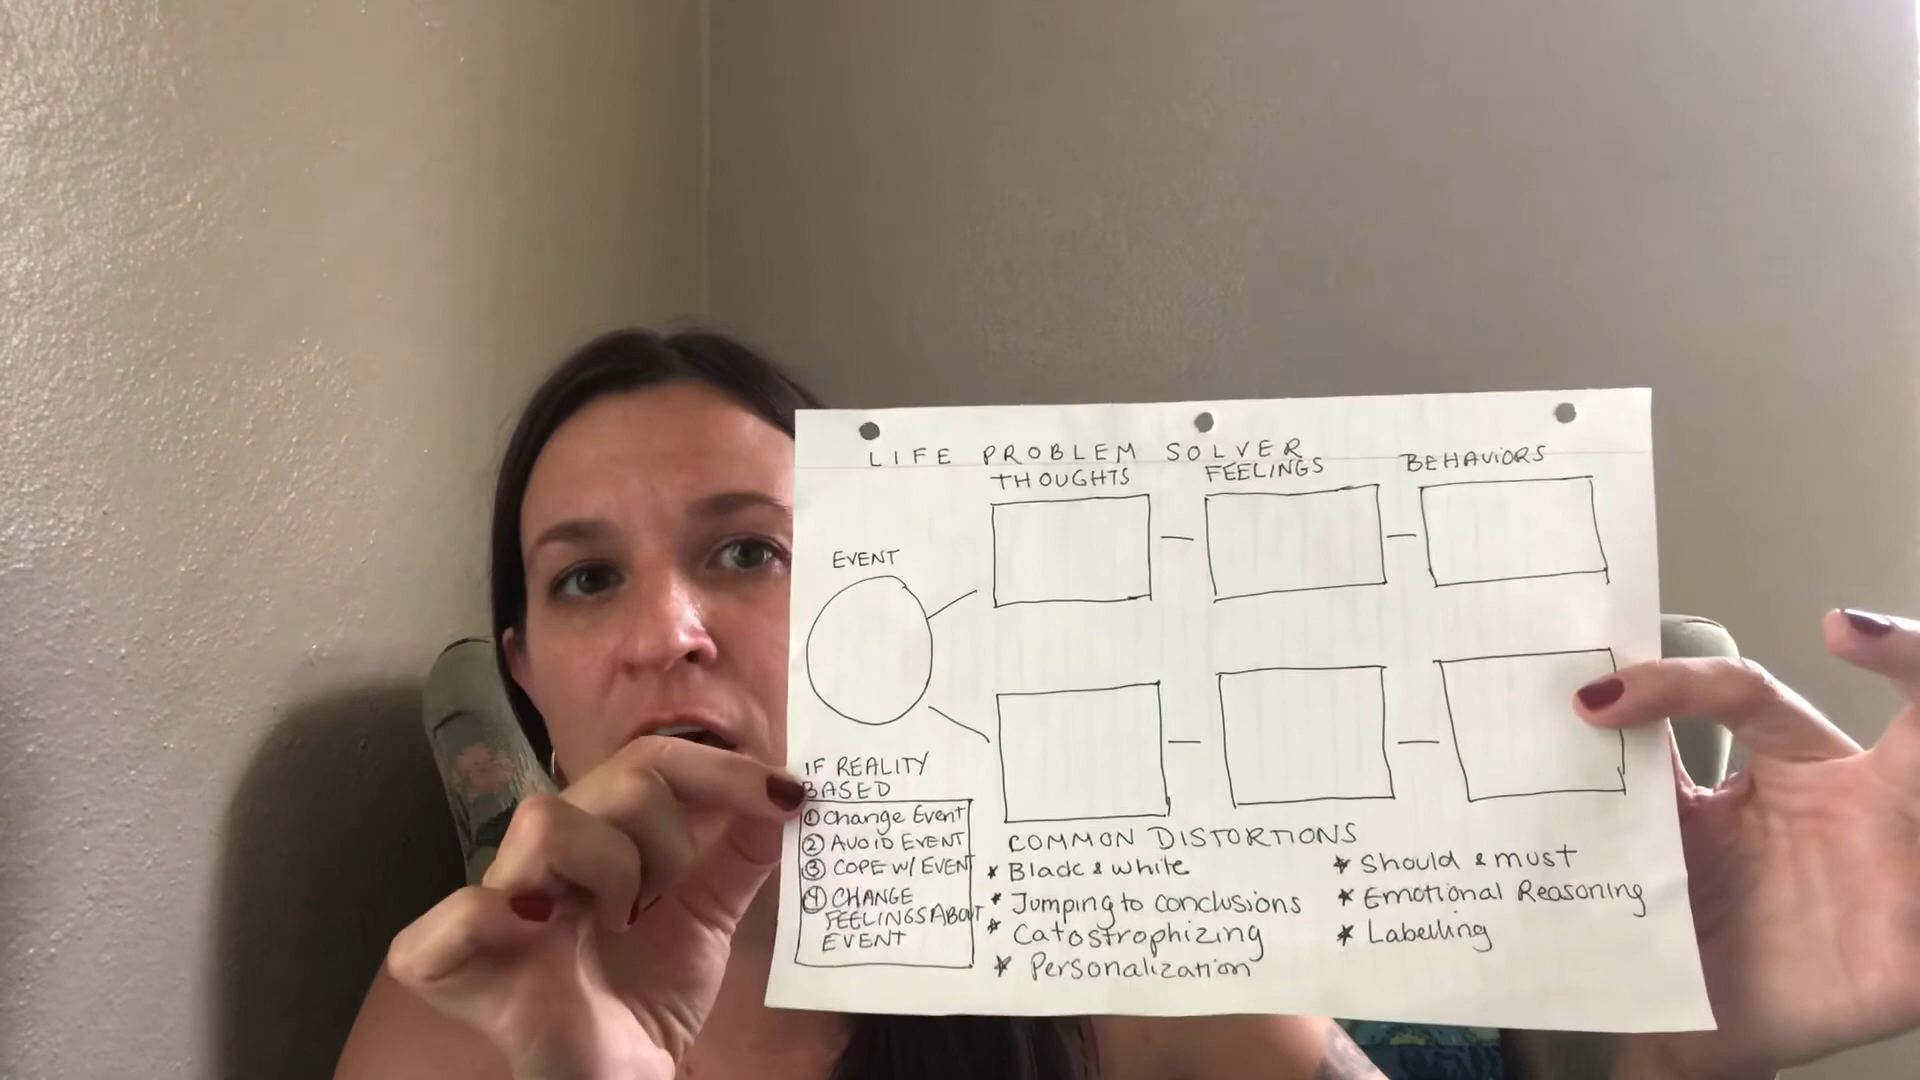 LIFE PROBLEM SOLVER
THOUGHTS
FEELINGS
BEHAVIORS
EVENT
IF REALITY
BASED
① Change Event
② AVOID EVENT
③ COPE W/ EVENT
④ CHANGE
FEELINGS ABOUT
EVENT
COMMON DISTORTIONS
* Black & white
* Jumping to conclusions
* Catostrophizing
* Personalization
* Should & must
* Emotional Reasoning
* Labelling